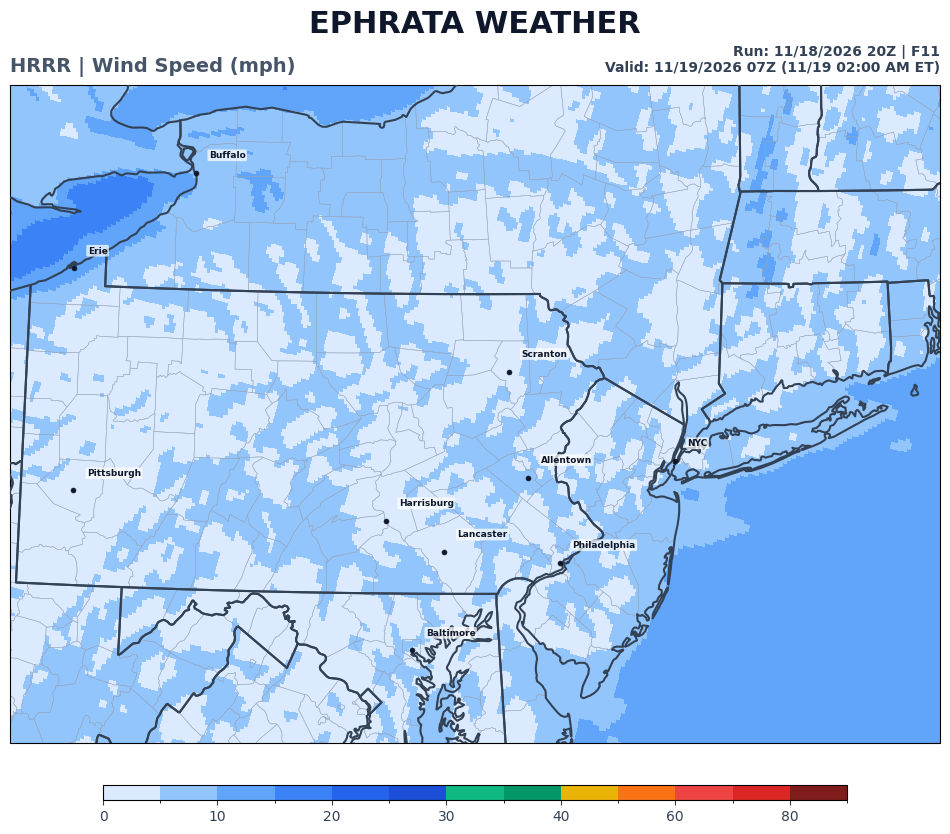 EPHRATA WEATHER
HRRR | Wind Speed (mph)
Run: 11/18/2026 20Z | F11
Valid: 11/19/2026 07Z (11/19 02:00 AM ET)
Buffalo
Erie
Scranton
NYC
Pittsburgh
Allentown
Harrisburg
Lancaster
Philadelphia
Baltimore
0 10 20 30 40 60 80